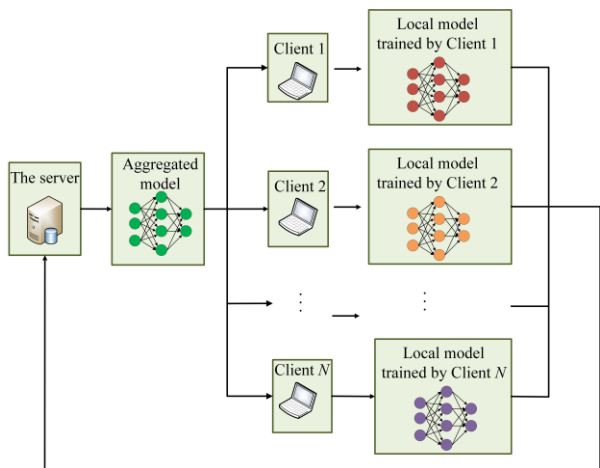 The server
Aggregated
model
Client 1
Local model
trained by Client 1
Client 2
Local model
trained by Client 2
⋮
⋮
Client N
Local model
trained by Client N